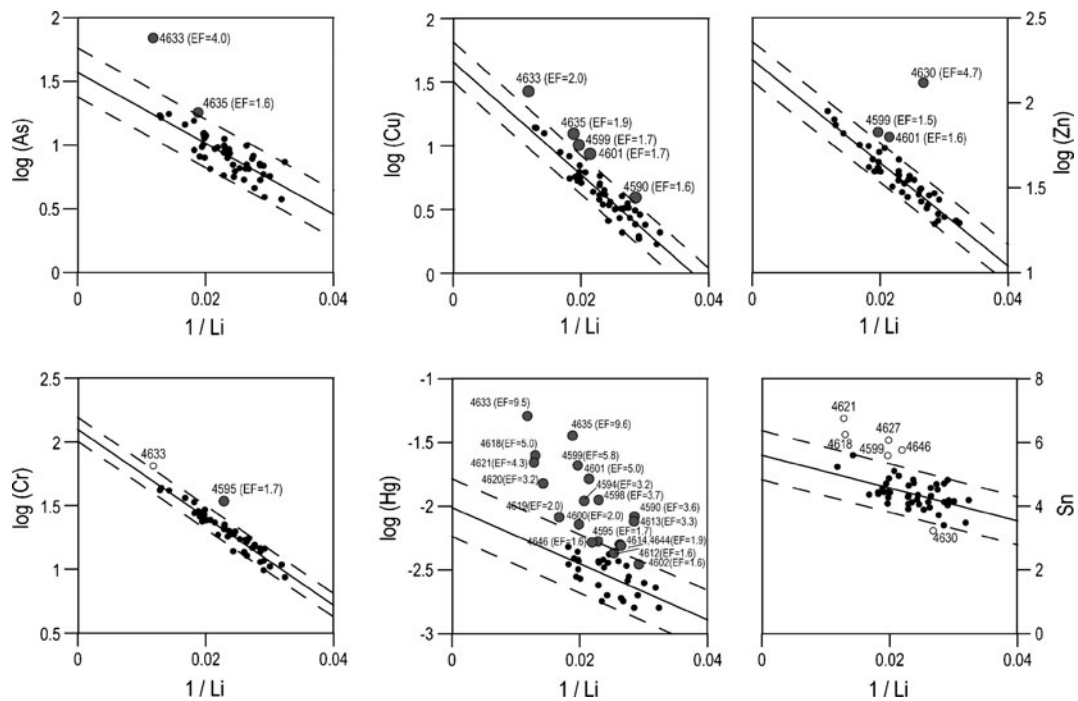 2
1.5
1
0.5
0
log (As)
4633 (EF=4.0)
4635 (EF=1.6)
0
0.02
0.04
1 / Li
2
1.5
1
0.5
0
log (Cu)
4633 (EF=2.0)
4635 (EF=1.9)
4599 (EF=1.7)
4601 (EF=1.7)
4590 (EF=1.6)
0
0.02
0.04
1 / Li
2.5
2
1.5
1
log (Zn)
4630 (EF=4.7)
4599 (EF=1.5)
4601 (EF=1.6)
0
0.02
0.04
1 / Li
2.5
2
1.5
1
0.5
log (Cr)
4633
4595 (EF=1.7)
0
0.02
0.04
1 / Li
-1
-1.5
-2
-2.5
-3
log (Hg)
4633 (EF=9.5)
4635 (EF=9.6)
4618 (EF=5.0)
4599(EF=5.8)
4621(EF=4.3)
4601 (EF=5.0)
4620(EF=3.2)
4594(EF=3.2)
4598 (EF=3.7)
4619(EF=2.0)
4590 (EF=3.6)
4600(EF=2.0)
4613(EF=3.3)
4595 (EF=1.7)
4646 (EF=1.6)
4614,4644(EF=1.9)
4612(EF=1.6)
4602(EF=1.6)
0
0.02
0.04
1 / Li
8
6
4
2
0
Sn
4621
4618
4627
4599
4646
4630
0
0.02
0.04
1 / Li